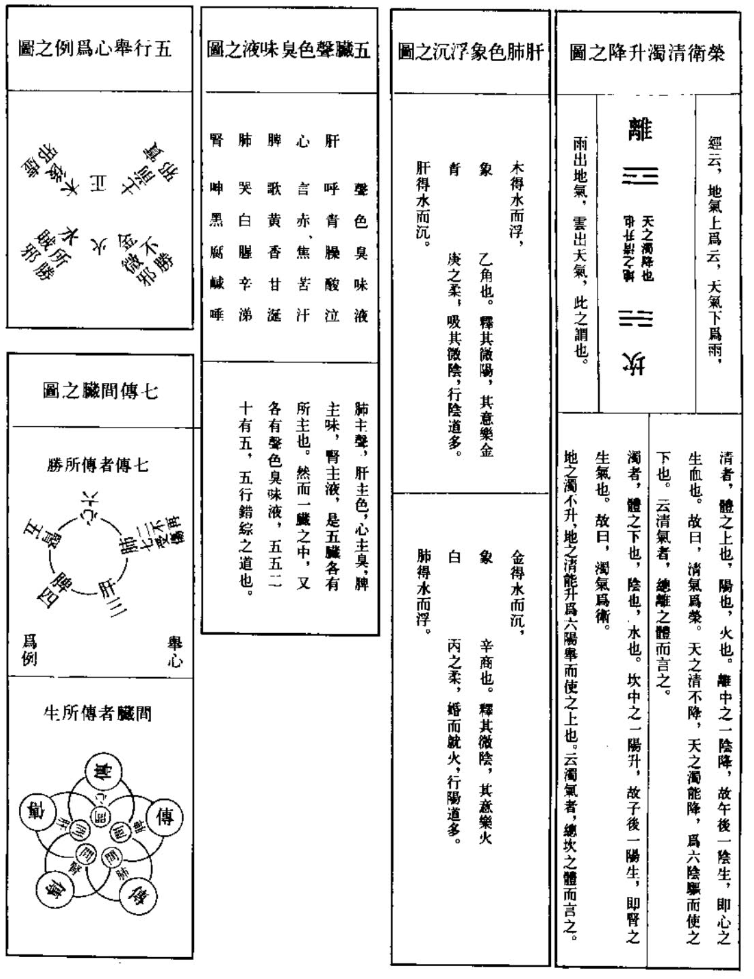 榮衛清濁升降之圖
經云，地氣上爲云，天氣下爲雨，
離
天之濁降也
地之清升也
坎
雨出地氣，雲出天氣，此之謂也。
清者，體之上也，陽也，火也。離中之一陰降，故午後一陰生，即心之
生血也。故曰，清氣爲榮。天之清不降，天之濁能降，爲六陰驅而使之
下也。云清氣者，總離之體而言之。
濁者，體之下也，陰也，水也。坎中之一陽升，故子後一陽生，即腎之
生氣也。故曰，濁氣爲衛。
地之濁不升，地之清能升爲六陽舉而使之上也。云濁氣者，總坎之體而言之。
肝肺色象浮沉之圖
木得水而浮，
象　乙角也。釋其微陽，其意樂金
青　庚之柔，吸其微陰，行陰道多。
肝得水而沉。
金得水而沉，
象　辛商也。釋其微陰，其意樂火
白　丙之柔，婚而就火，行陽道多。
肺得水而浮。
五臟聲色臭味液之圖
聲色臭味液
肝　呼青臊酸泣
心　言赤、焦苦汗
脾　歌黃香甘涎
肺　哭白腥辛涕
腎　呻黑腐鹹唾
肺主聲，肝主色，心主臭，脾
主味，腎主液，是五臟各有
所主也。然而一臟之中，又
各有聲色臭味液，五五二
十有五，五行錯綜之道也。
五行舉心爲例之圖
土前實邪
正
木後虛邪
不勝微邪
火
水所勝賊邪
七傳間臟之圖
七傳者傳所勝
心六
肺二七不再受傷
肝三
脾四
腎五
舉心
爲例
間臟者傳所生
傳
傳
傳
傳
傳
心
脾
肺
腎
肝
間
間
間
間
間